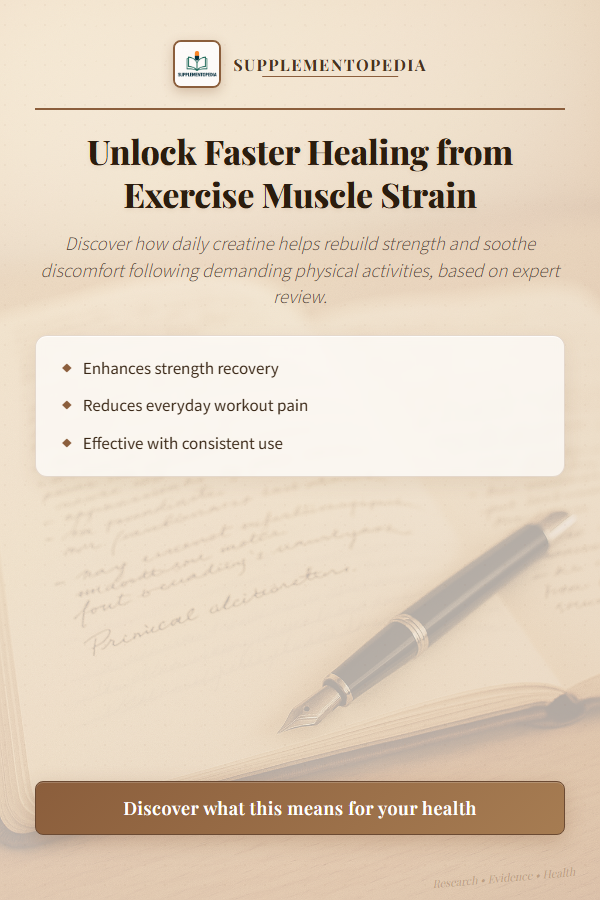 SUPPLEMENTOPEDIA
SUPPLEMENTOPEDIA
Unlock Faster Healing from
Exercise Muscle Strain
Discover how daily creatine helps rebuild strength and soothe
discomfort following demanding physical activities, based on expert
review.
Enhances strength recovery
Reduces everyday workout pain
Effective with consistent use
Discover what this means for your health
Research • Evidence • Health